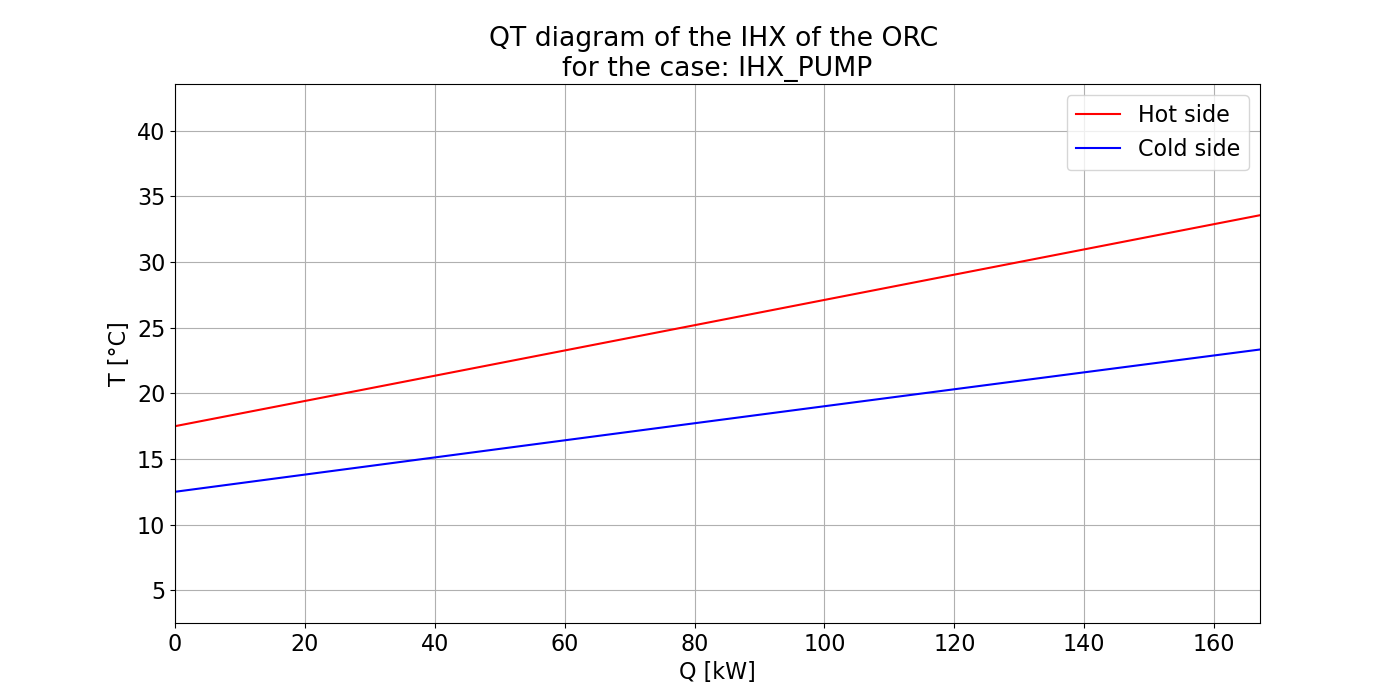 QT diagram of the IHX of the ORC
for the case: IHX_PUMP
Hot side
Cold side
40
35
30
25
20
15
10
5
T [°C]
0 20 40 60 80 100 120 140 160
Q [kW]